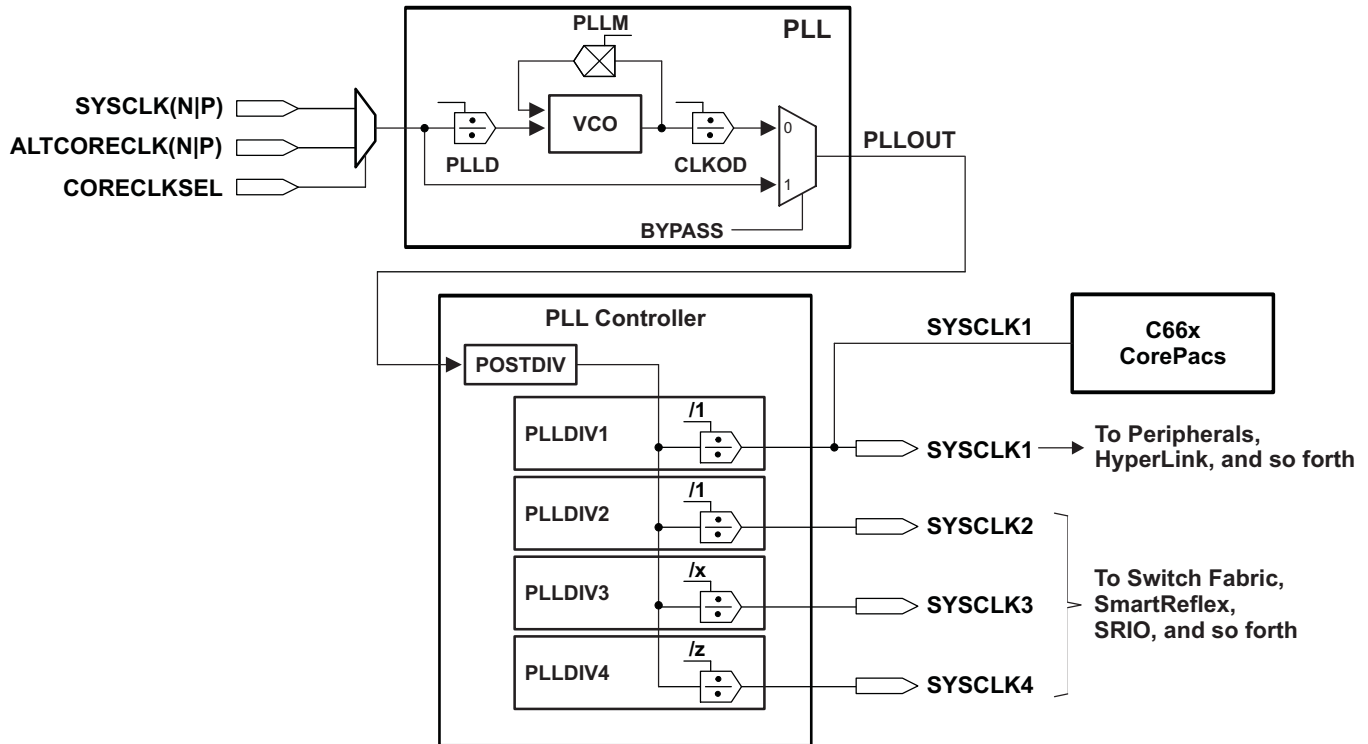 PLLM
PLL
SYSCLK(N|P)
ALTCORECLK(N|P)
CORECLKSEL
VCO
PLLD
CLKOD
0
1
BYPASS
PLLOUT
PLL Controller
POSTDIV
SYSCLK1
C66x
CorePacs
/1
PLLDIV1
SYSCLK1
To Peripherals,
HyperLink, and so forth
/1
PLLDIV2
SYSCLK2
/x
PLLDIV3
SYSCLK3
To Switch Fabric,
SmartReflex,
SRIO, and so forth
/z
PLLDIV4
SYSCLK4